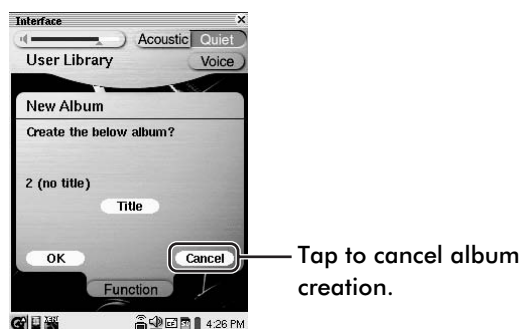 Interface
Acoustic Quiet
User Library Voice
New Album
Create the below album?
2 (no title)
Title
OK Cancel
Tap to cancel album
creation.
Function
4:26 PM